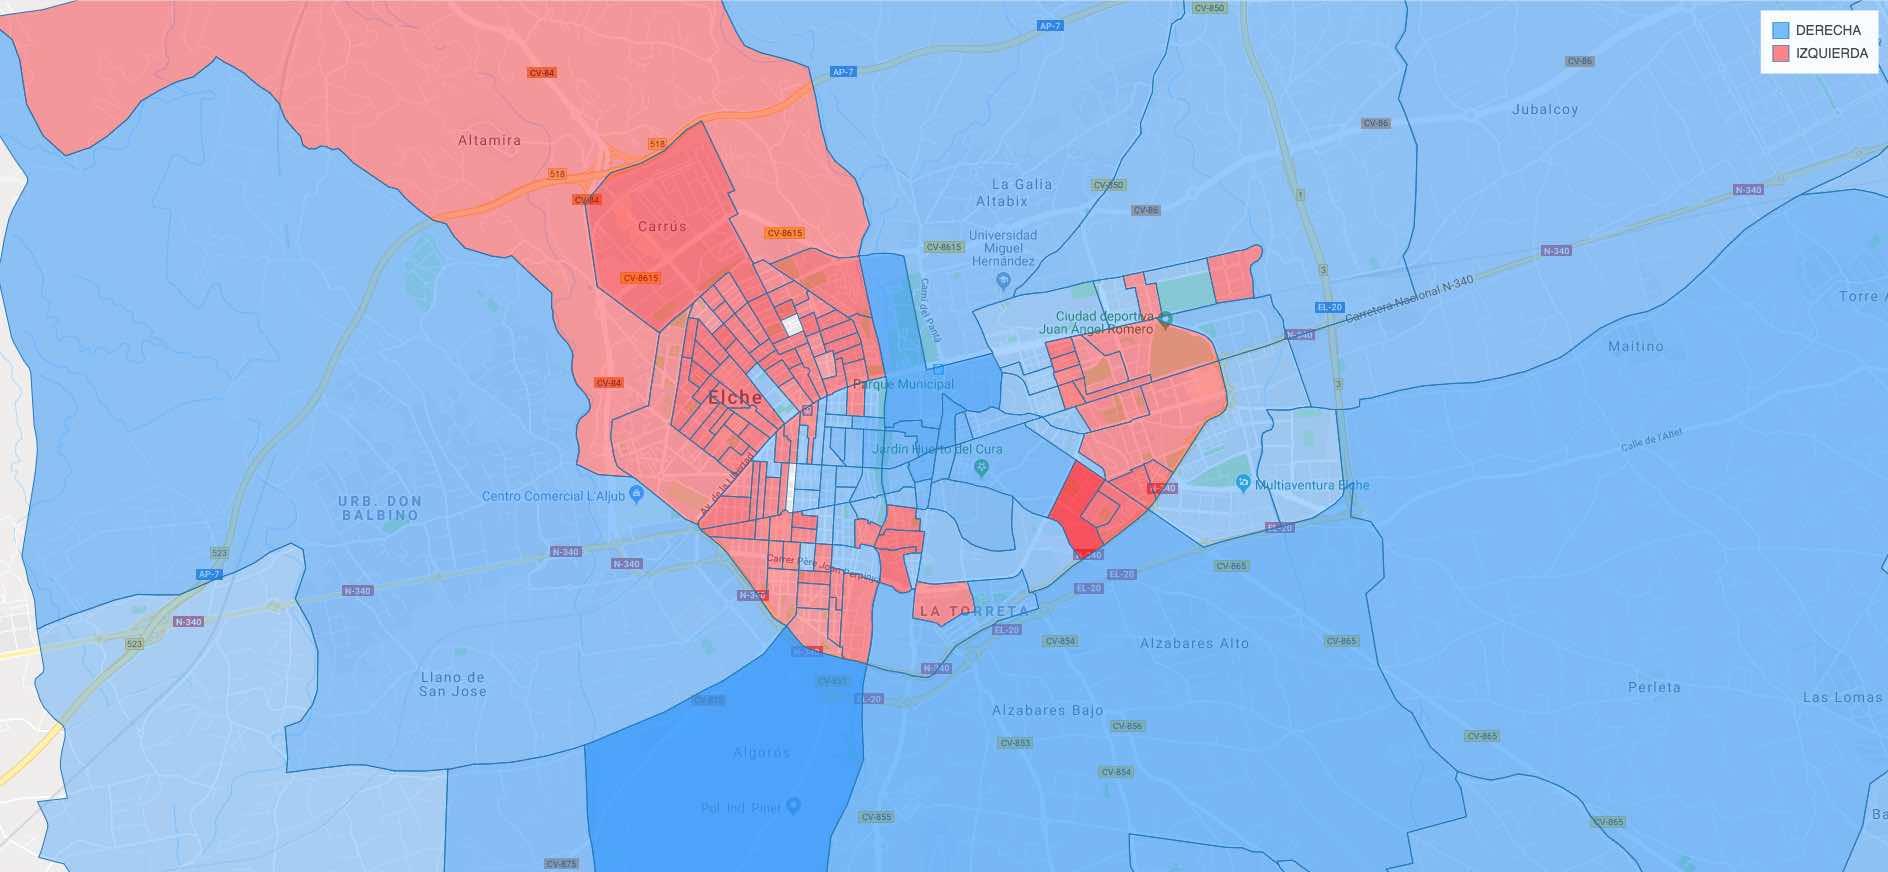 CV-850
AP-7
DERECHA
IZQUIERDA
CV-84
AP-7
CV-86
Jubalcoy
CV-86
Altamira
518
518
CV-84
La Galia
Altabix
CV-850
1
N-340
CV-86
Carrús
CV-8615
CV-8615
Universidad
Miguel
Hernández
N-340
CV-8615
3
Camí del Pantà
Carretera Nacional N-340
EL-20
Torre A
Ciudad deportiva
Juan Ángel Romero
N-340
Maitino
CV-84
Parque Municipal
3
Elche
Calle de l'Altet
Jardín Huerto del Cura
Av. de la Llibertad
URB. DON
BALBINO
Centro Comercial L'Aljub
N-340
Multiaventura Elche
EL-20
523
N-340
N-340
N-340
Carrer Père Joan Perpinyà
CV-865
AP-7
EL-20
N-340
EL-20
N-340
LA TORRETA
N-340
EL-20
523
CV-854
Alzabares Alto
CV-865
N-340
N-340
Llano de
San Jose
CV-851
EL-20
Perleta
Las Lomas
Alzabares Bajo
CV-856
CV-865
CV-853
Algorós
CV-854
Pol. Ind. Pinet
CV-855
CV-865
Ba
CV-875